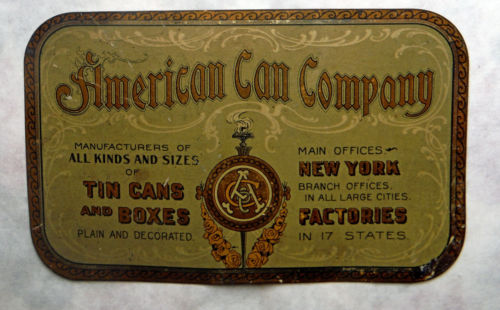 American Can Company
MANUFACTURERS OF
ALL KINDS AND SIZES
OF
TIN CANS
AND BOXES
PLAIN AND DECORATED.
MAIN OFFICES
NEW YORK
BRANCH OFFICES,
IN ALL LARGE CITIES.
FACTORIES
IN 17 STATES.